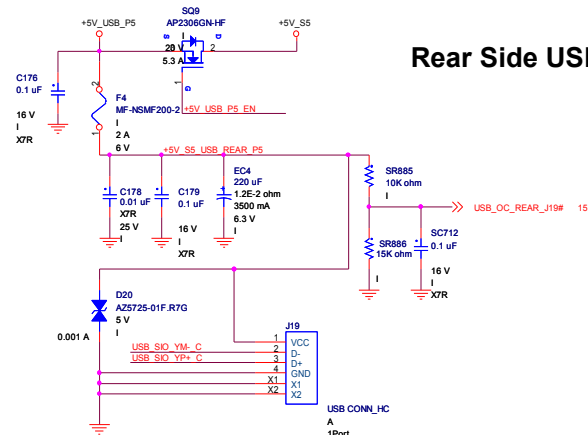 SQ9
+5V_USB_P5
AP2306GN-HF
+5V_S5
I
S
D
20 V
2
5.3 A
Rear Side USB
C176
0.1 uF
1
G
2
F4
MF-NSMF200-2
+5V_USB_P5_EN
16 V
I
X7R
I
2 A
1
6 V
+5V_S5_USB_REAR_P5
EC4
220 uF
SR885
10K ohm
C178
0.01 uF
C179
0.1 uF
1.2E-2 ohm
3500 mA
I
X7R
6.3 V
25 V
I
16 V
I
I
X7R
USB_OC_REAR_J19#
15
SR886
15K ohm
SC712
0.1 uF
I
16 V
I
X7R
D20
AZ5725-01F.R7G
5 V
I
0.001 A
J19
1
VCC
USB_SIO_YM-_C
2
D-
USB_SIO_YP+_C
3
D+
4
GND
X1
X1
X2
X2
USB CONN_HC
A
1Port